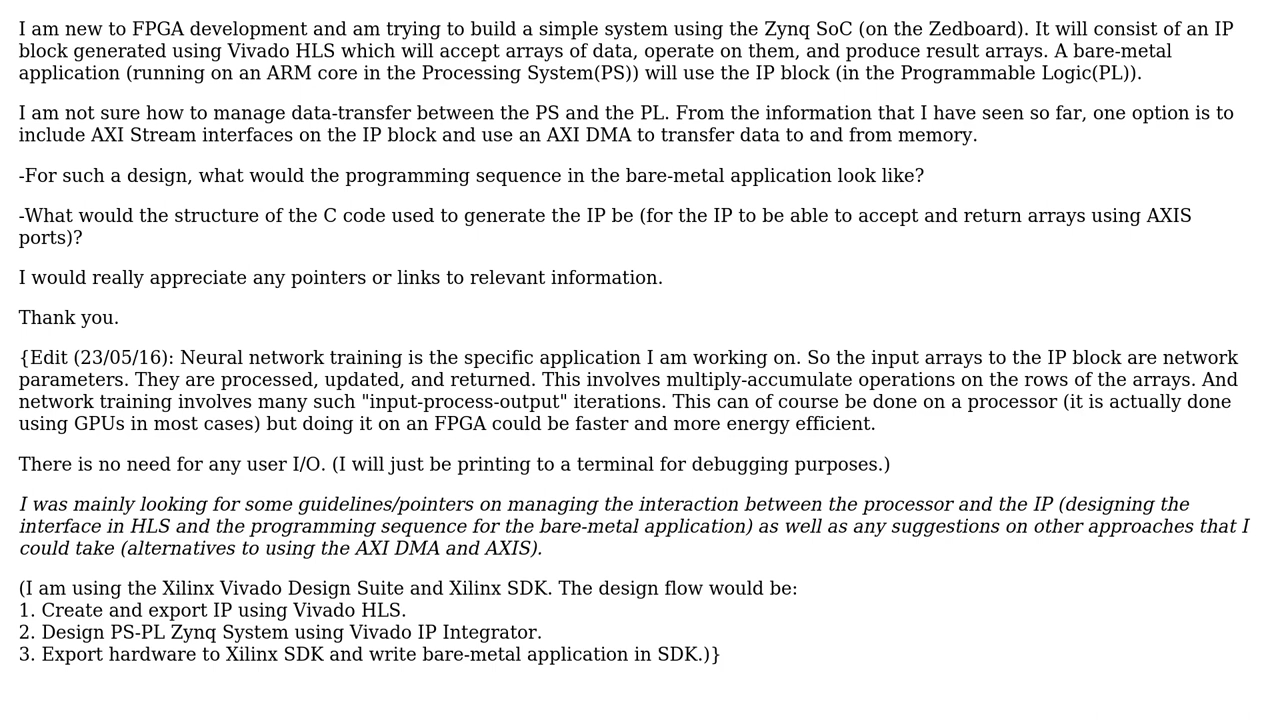 I am new to FPGA development and am trying to build a simple system using the Zynq SoC (on the Zedboard). It will consist of an IP
block generated using Vivado HLS which will accept arrays of data, operate on them, and produce result arrays. A bare-metal
application (running on an ARM core in the Processing System(PS)) will use the IP block (in the Programmable Logic(PL)).
I am not sure how to manage data-transfer between the PS and the PL. From the information that I have seen so far, one option is to
include AXI Stream interfaces on the IP block and use an AXI DMA to transfer data to and from memory.
-For such a design, what would the programming sequence in the bare-metal application look like?
-What would the structure of the C code used to generate the IP be (for the IP to be able to accept and return arrays using AXIS
ports)?
I would really appreciate any pointers or links to relevant information.
Thank you.
{Edit (23/05/16): Neural network training is the specific application I am working on. So the input arrays to the IP block are network
parameters. They are processed, updated, and returned. This involves multiply-accumulate operations on the rows of the arrays. And
network training involves many such "input-process-output" iterations. This can of course be done on a processor (it is actually done
using GPUs in most cases) but doing it on an FPGA could be faster and more energy efficient.
There is no need for any user I/O. (I will just be printing to a terminal for debugging purposes.)
I was mainly looking for some guidelines/pointers on managing the interaction between the processor and the IP (designing the
interface in HLS and the programming sequence for the bare-metal application) as well as any suggestions on other approaches that I
could take (alternatives to using the AXI DMA and AXIS).
(I am using the Xilinx Vivado Design Suite and Xilinx SDK. The design flow would be:
1. Create and export IP using Vivado HLS.
2. Design PS-PL Zynq System using Vivado IP Integrator.
3. Export hardware to Xilinx SDK and write bare-metal application in SDK.)}